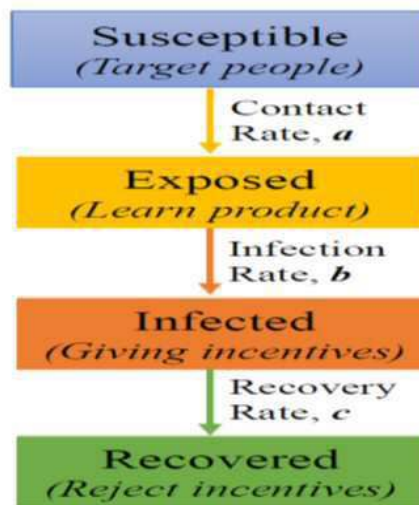 Susceptible
(Target people)
Contact
Rate, a
Exposed
(Learn product)
Infection
Rate, b
Infected
(Giving incentives)
Recovery
Rate, c
Recovered
(Reject incentives)